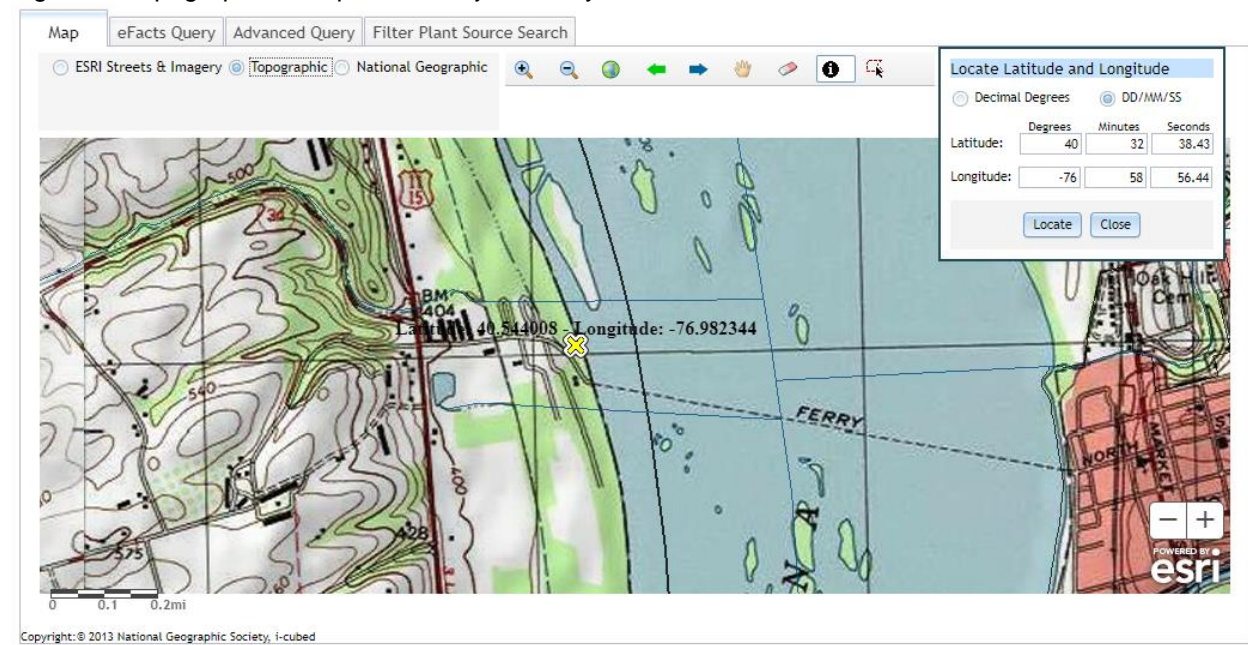 Map eFacts Query Advanced Query Filter Plant Source Search
ESRI Streets & Imagery Topographic National Geographic
Locate Latitude and Longitude
Decimal Degrees DD/MM/SS
Degrees Minutes Seconds
Latitude: 40 32 38.43
Longitude: -76 58 56.44
Locate Close
500
11
15
Oak Hill
Cem
BM
404
Latitude: 40.544008 - Longitude: -76.982344
540
FERRY
NORTH
MARKET
400
428
575
N A
POWERED BY
esri
0 0.1 0.2mi
Copyright:© 2013 National Geographic Society, i-cubed